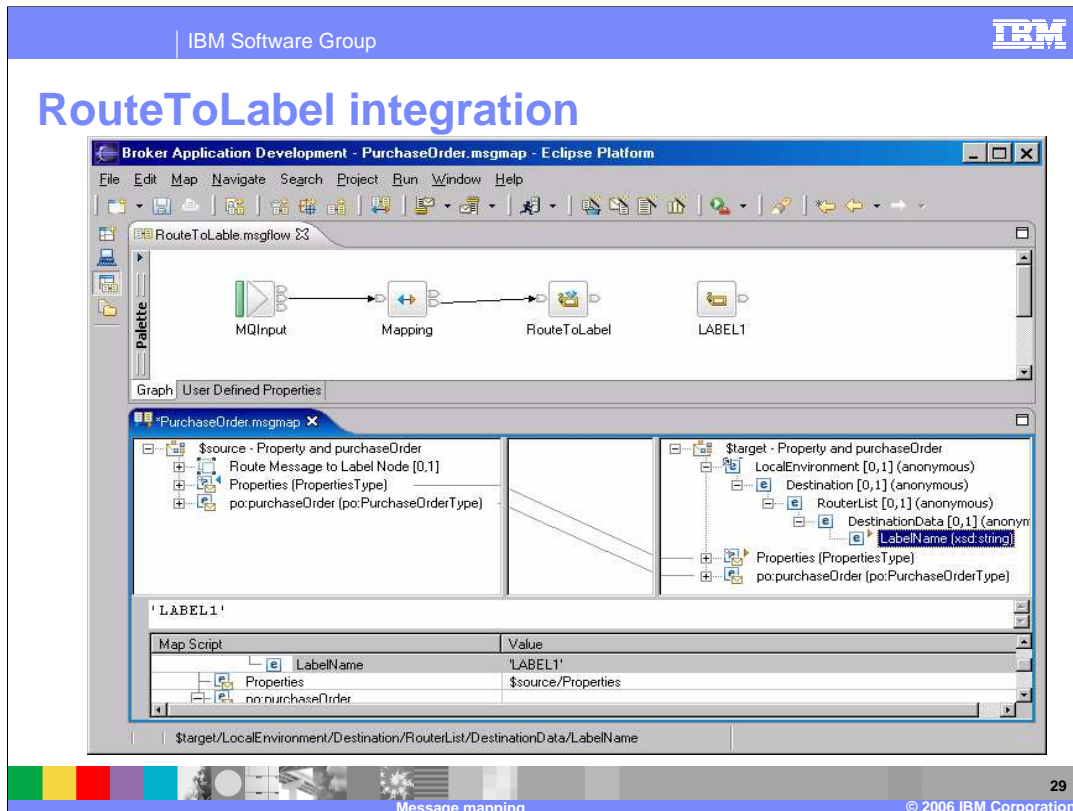 IBM Software Group
IBM
RouteToLabel integration
Broker Application Development - PurchaseOrder.msgmap - Eclipse Platform
File Edit Map Navigate Search Project Run Window Help
RouteToLable.msgflow
Palette
MQInput
Mapping
RouteToLabel
LABEL1
Graph User Defined Properties
*PurchaseOrder.msgmap
$source - Property and purchaseOrder
Route Message to Label Node [0,1]
Properties (PropertiesType)
po:purchaseOrder (po:PurchaseOrderType)
$target - Property and purchaseOrder
LocalEnvironment [0,1] (anonymous)
Destination [0,1] (anonymous)
RouterList [0,1] (anonymous)
DestinationData [0,1] (anonym
LabelName (xsd:string)
Properties (PropertiesType)
po:purchaseOrder (po:PurchaseOrderType)
'LABEL1'
Map Script Value
LabelName 'LABEL1'
Properties $source/Properties
po:purchaseOrder
$target/LocalEnvironment/Destination/RouterList/DestinationData/LabelName
29
Message mapping
© 2006 IBM Corporation